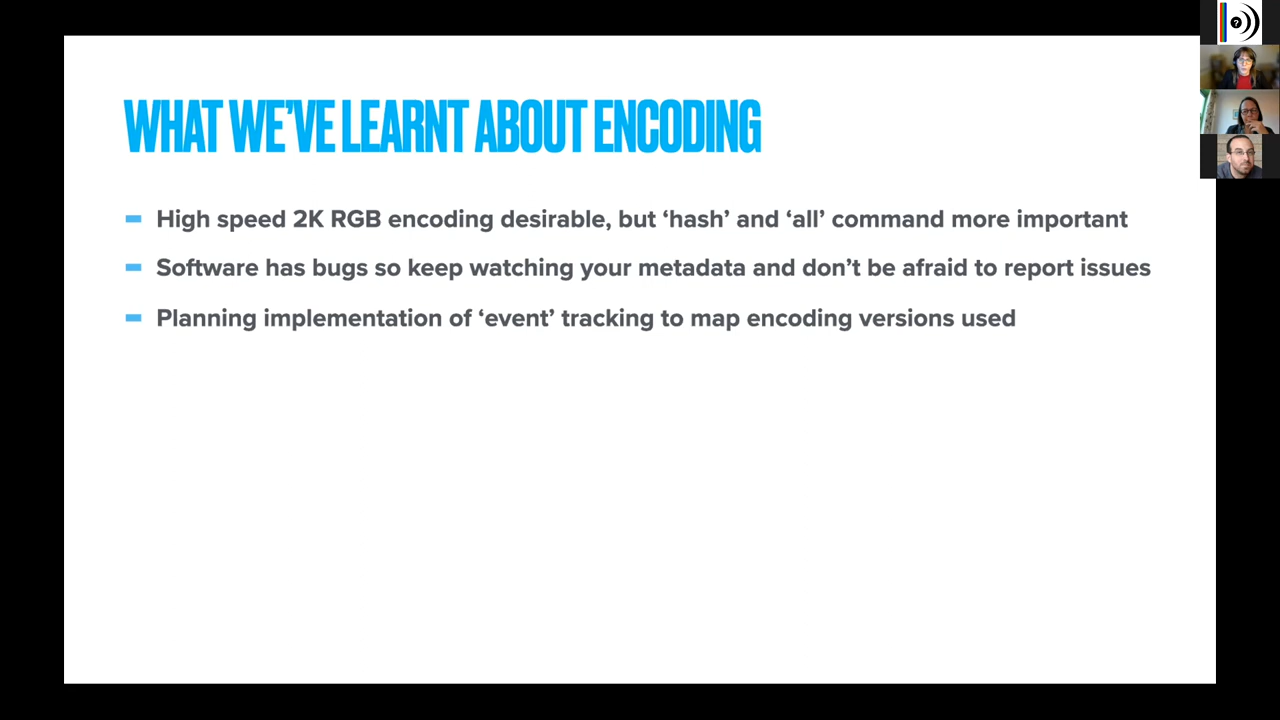 WHAT WE'VE LEARNT ABOUT ENCODING
High speed 2K RGB encoding desirable, but ‘hash’ and ‘all’ command more important
Software has bugs so keep watching your metadata and don’t be afraid to report issues
Planning implementation of ‘event’ tracking to map encoding versions used
?